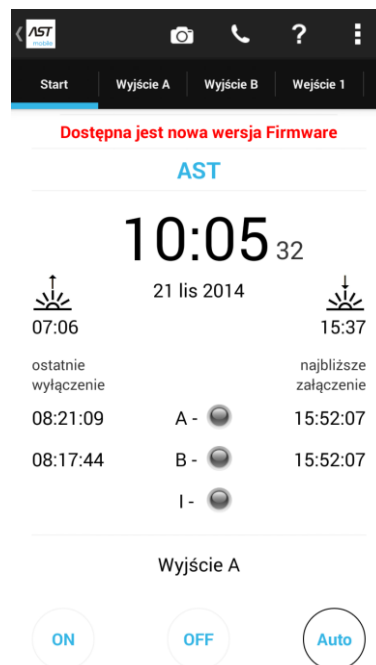 AST
mobile
?
Start Wyjście A Wyjście B Wejście 1
Dostępna jest nowa wersja Firmware
AST
10:05 32
21 lis 2014
07:06 15:37
ostatnie najbliższe
wyłączenie załączenie
08:21:09 A - 15:52:07
08:17:44 B - 15:52:07
I -
Wyjście A
ON OFF Auto